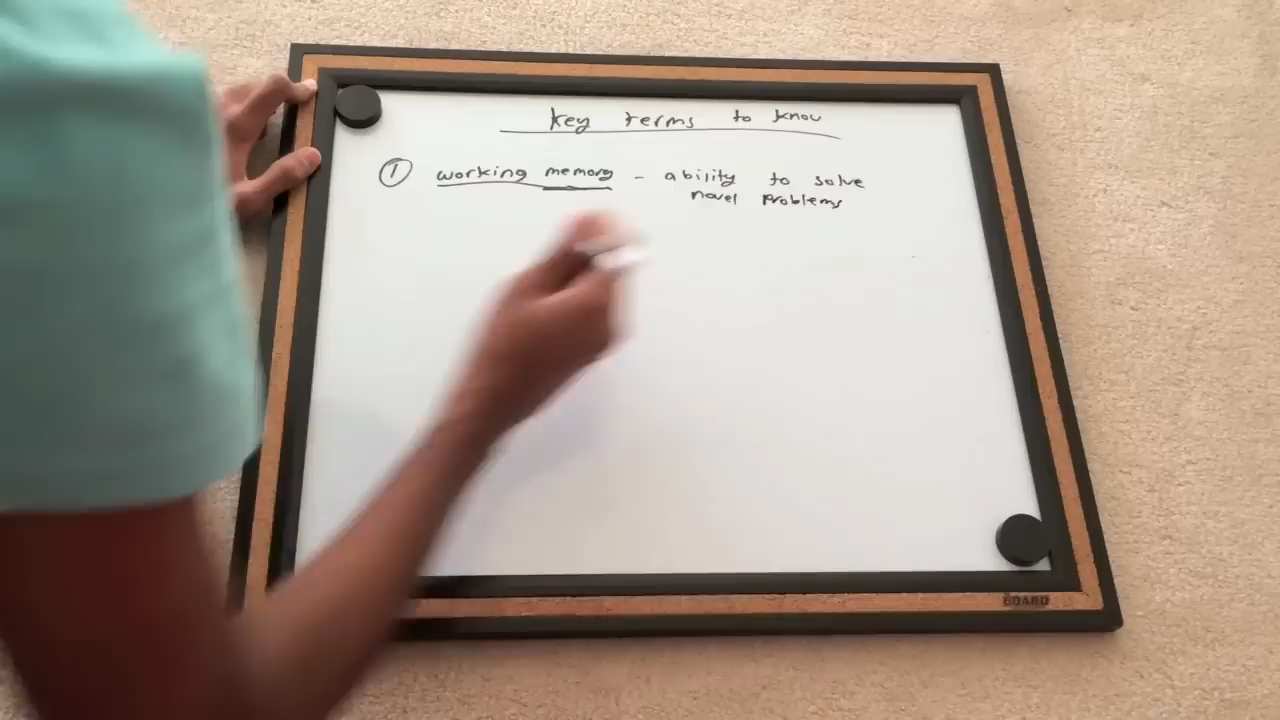 key terms to know
① working memory - ability to solve
novel problems
BOARD